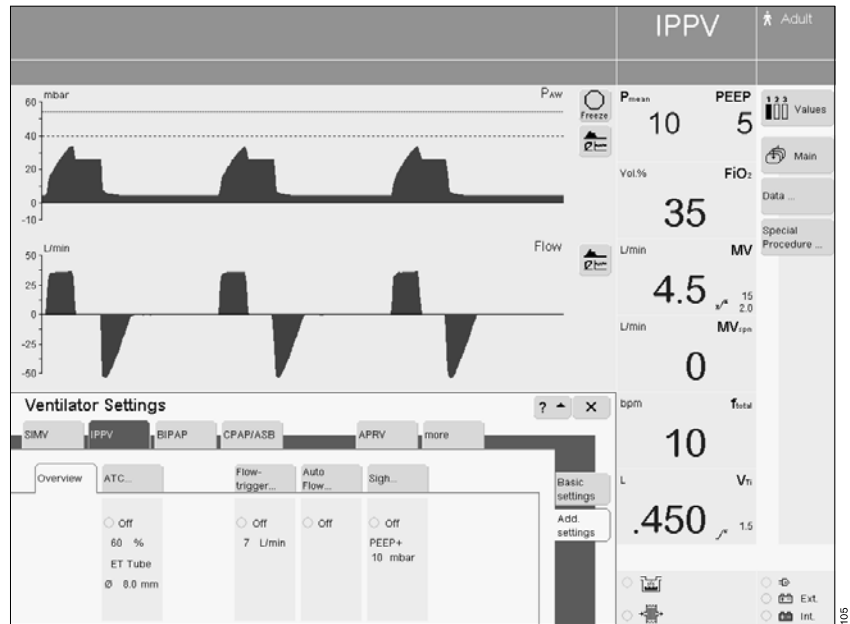 IPPV
Adult
mbar
PAW
60
40
20
0
-10
Freeze
L/min
Flow
50
25
0
-25
-50
Pmean PEEP
10 5
Vol.% FiO₂
35
L/min MV
4.5 15
2.0
L/min MVspn
0
bpm ftotal
10
L VTi
.450 1.5
1 2 3
Values
Main
Data ...
Special
Procedure ...
Ventilator Settings
?
SIMV IPPV BIPAP CPAP/ASB APRV more
Overview ATC... Flow-
trigger... Auto
Flow... Sigh...
Basic
settings
Add.
settings
Off
60 %
ET Tube
Ø 8.0 mm
Off
7 L/min
Off
Off
PEEP+
10 mbar
Ext.
Int.
105